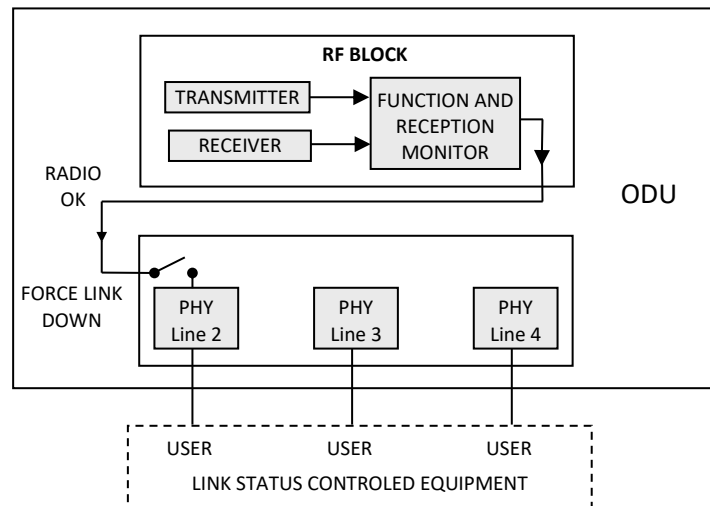 RF BLOCK
TRANSMITTER
RECEIVER
FUNCTION AND
RECEPTION
MONITOR
RADIO
OK
ODU
FORCE LINK
DOWN
PHY
Line 2
PHY
Line 3
PHY
Line 4
USER
USER
USER
LINK STATUS CONTROLED EQUIPMENT